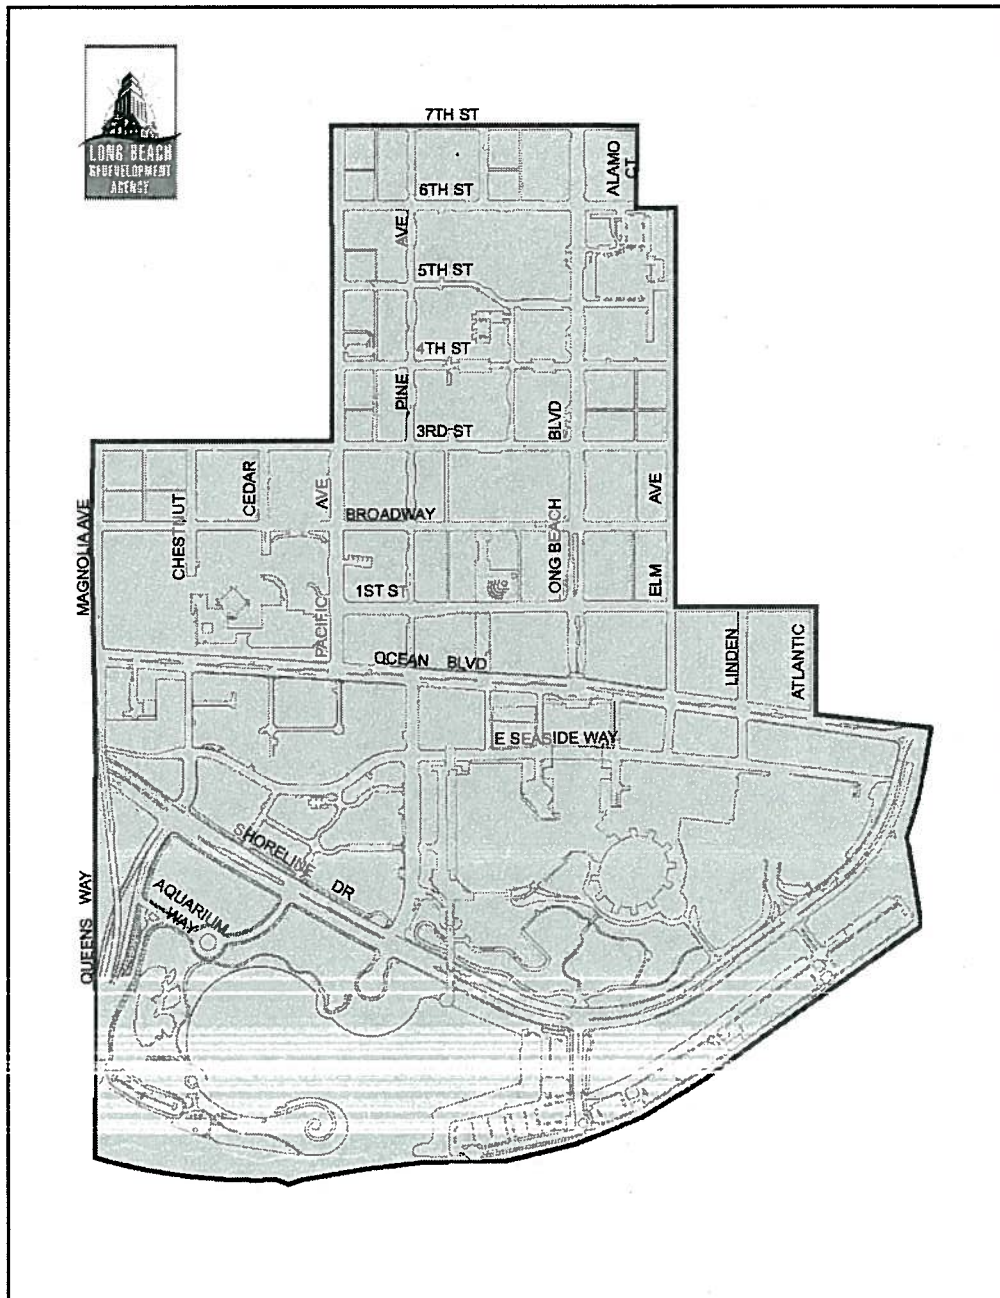 LONG BEACH
REDEVELOPMENT
AGENCY
7TH ST
ALAMO CT
6TH ST
PINE AVE
5TH ST
4TH ST
3RD ST
LONG BEACH BLVD
MAGNOLIA AVE
CHESTNUT
CEDAR
PACIFIC AVE
BROADWAY
ELM AVE
1ST ST
OCEAN BLVD
LINDEN
ATLANTIC
E SEASIDE WAY
SHORELINE DR
QUEENS WAY
AQUARIUM
WAY